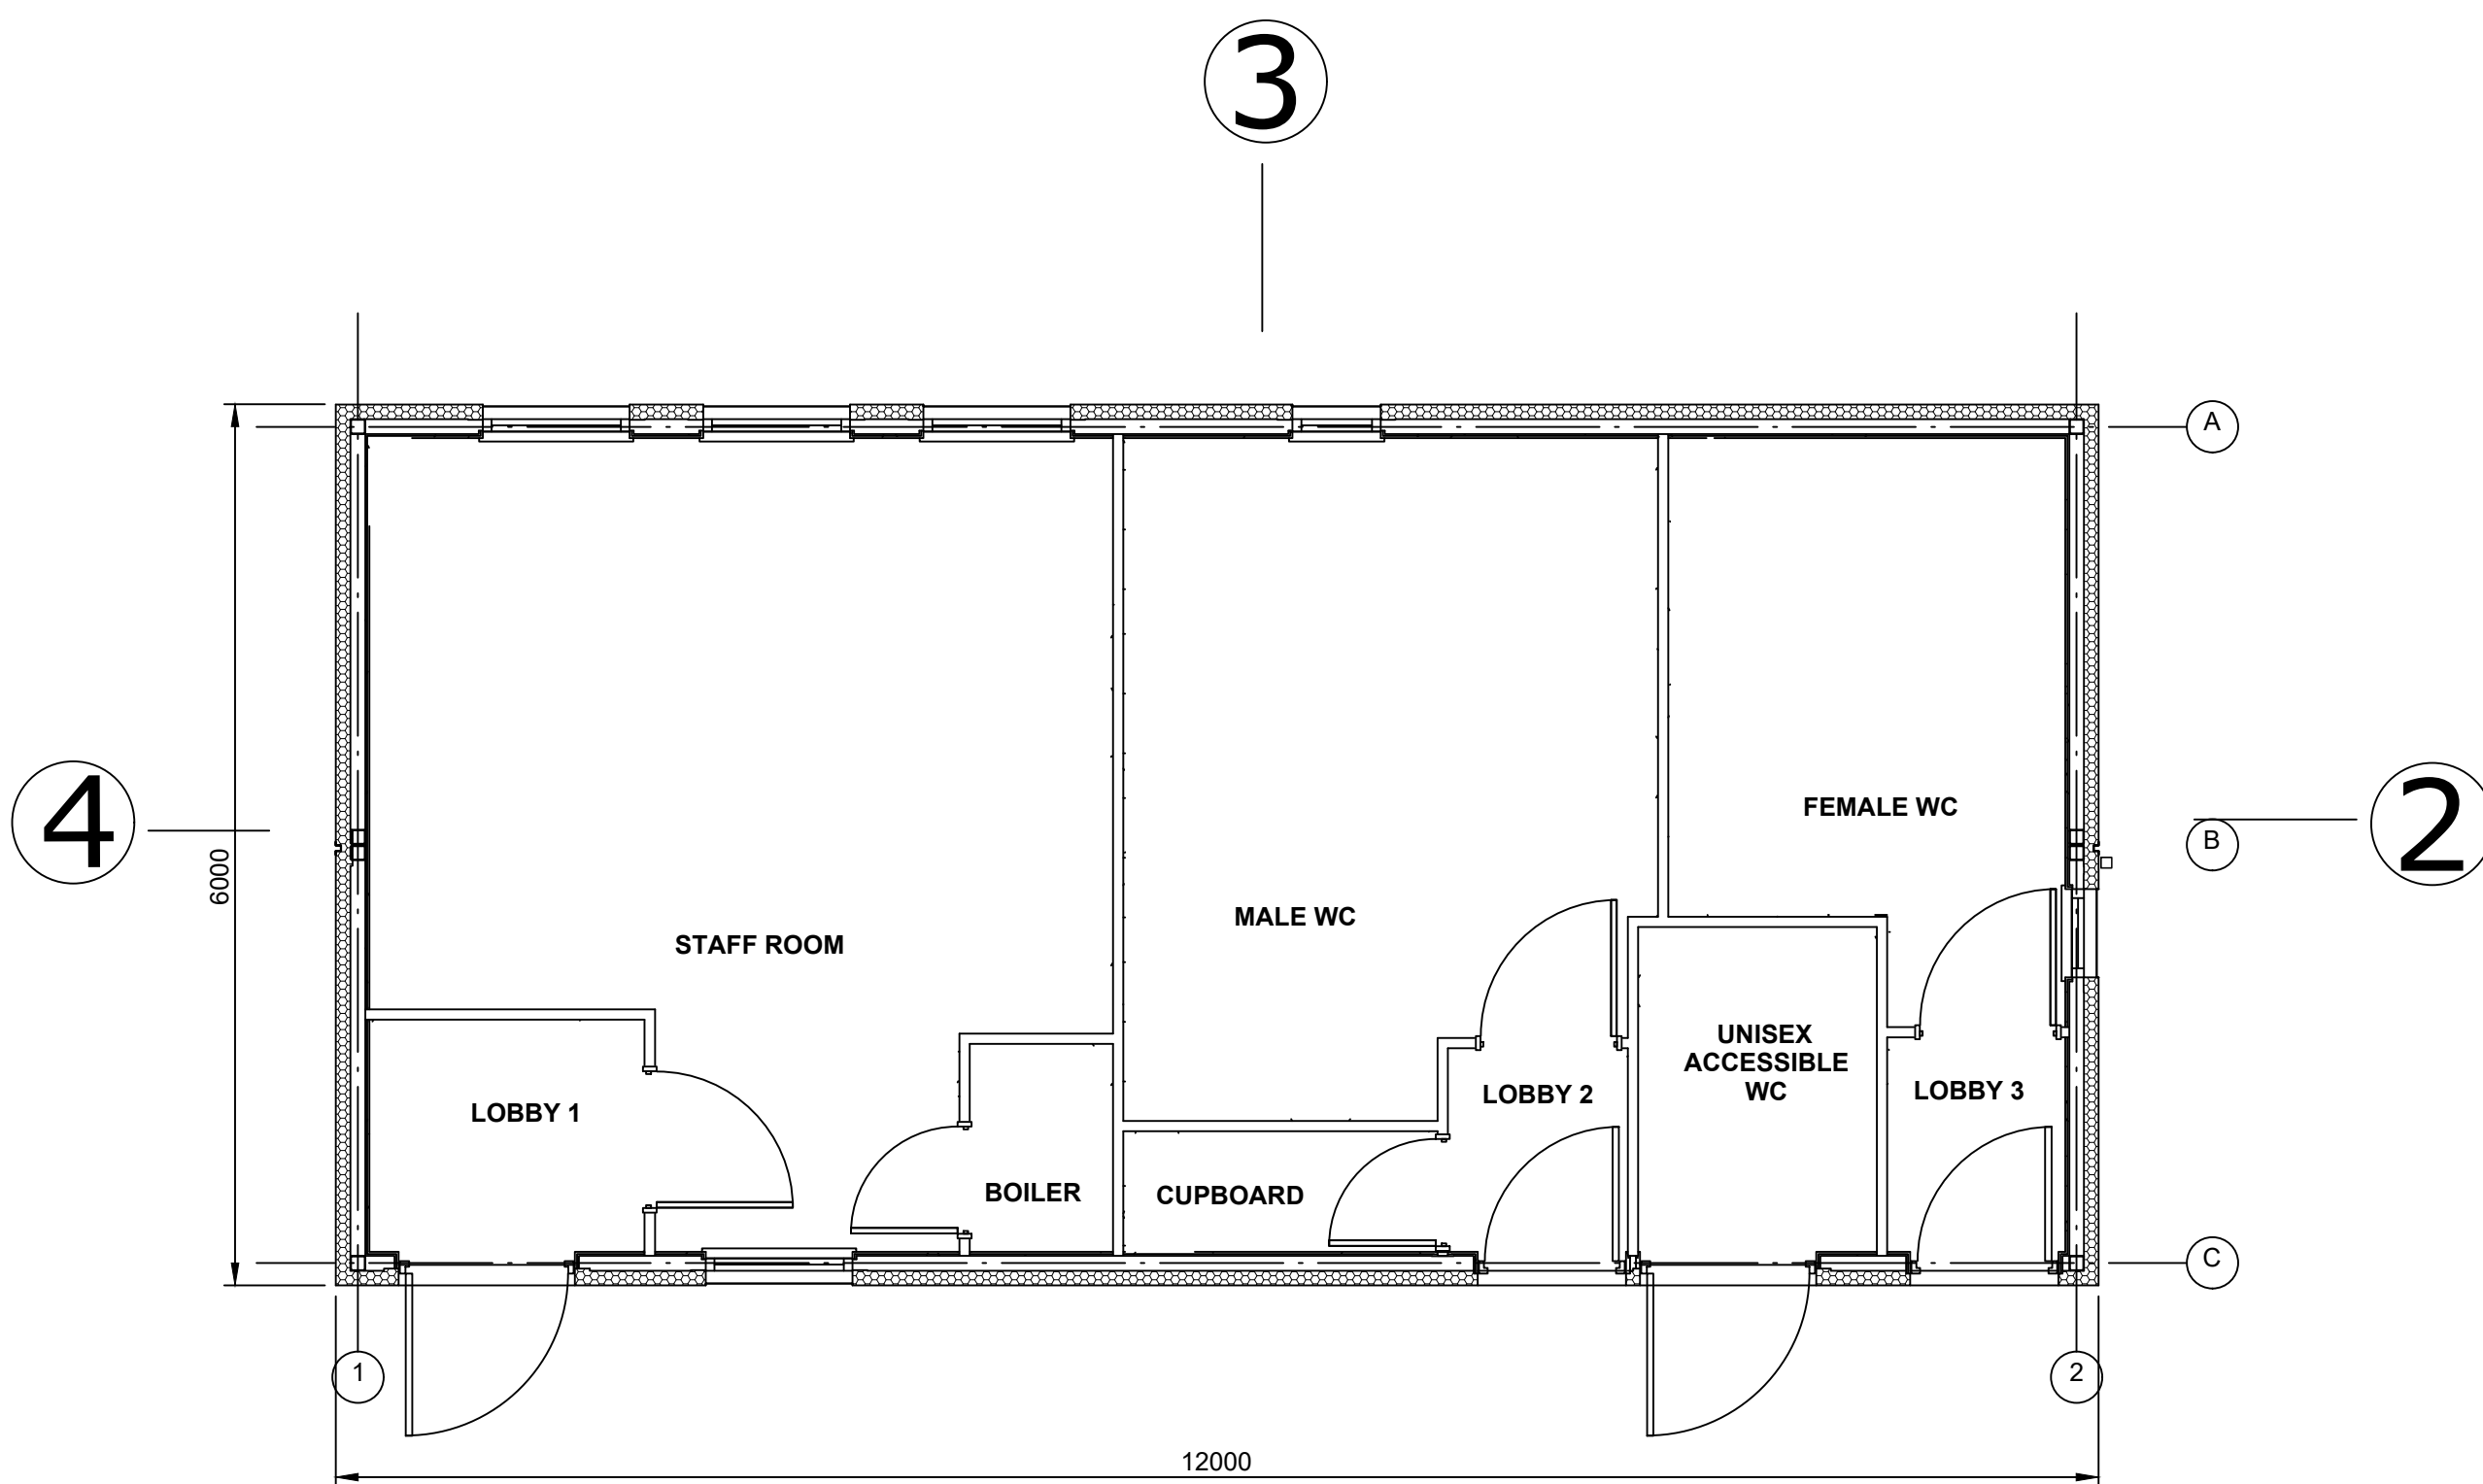 3
A
4
2
B
6000
FEMALE WC
MALE WC
STAFF ROOM
UNISEX
ACCESSIBLE
WC
LOBBY 1
LOBBY 2
LOBBY 3
BOILER
CUPBOARD
C
1
2
12000